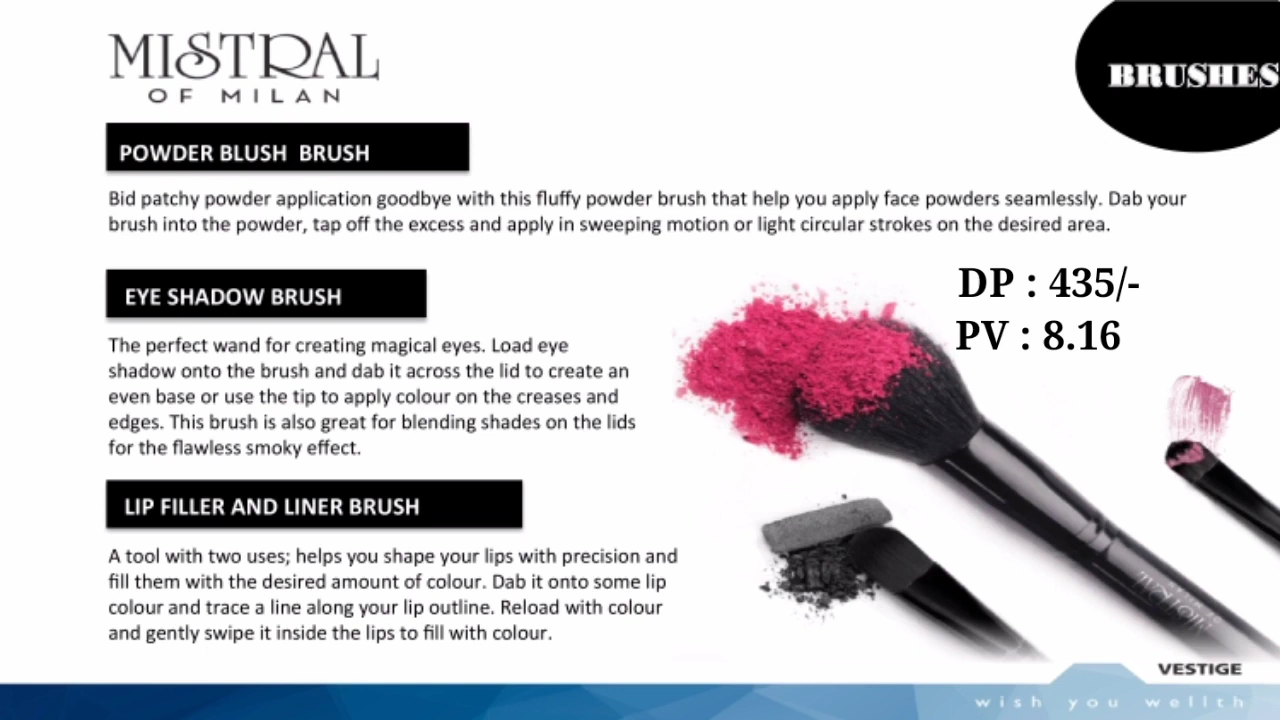 MISTRAL
OF MILAN
BRUSHES
POWDER BLUSH BRUSH
Bid patchy powder application goodbye with this fluffy powder brush that help you apply face powders seamlessly. Dab your
brush into the powder, tap off the excess and apply in sweeping motion or light circular strokes on the desired area.
EYE SHADOW BRUSH
The perfect wand for creating magical eyes. Load eye
shadow onto the brush and dab it across the lid to create an
even base or use the tip to apply colour on the creases and
edges. This brush is also great for blending shades on the lids
for the flawless smoky effect.
DP : 435/-
PV : 8.16
LIP FILLER AND LINER BRUSH
A tool with two uses; helps you shape your lips with precision and
fill them with the desired amount of colour. Dab it onto some lip
colour and trace a line along your lip outline. Reload with colour
and gently swipe it inside the lips to fill with colour.
MISTRAL
VESTIGE
wish you wellth